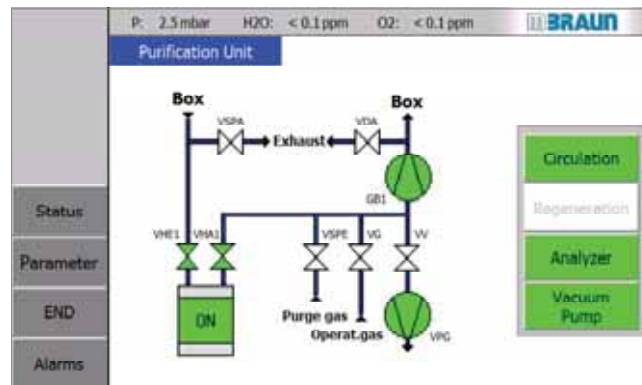 P: 2.5 mbar H2O: < 0.1 ppm O2: < 0.1 ppm MBRAUN
Purification Unit
Box Box
VSPA VDA
Exhaust
Circulation
GB1
Status
Regeneration
VHE1 VHA1 VSPE VG VV
Parameter
Analyzer
END
ON
Purge gas
Vacuum
Pump
Operat.gas
VPG
Alarms